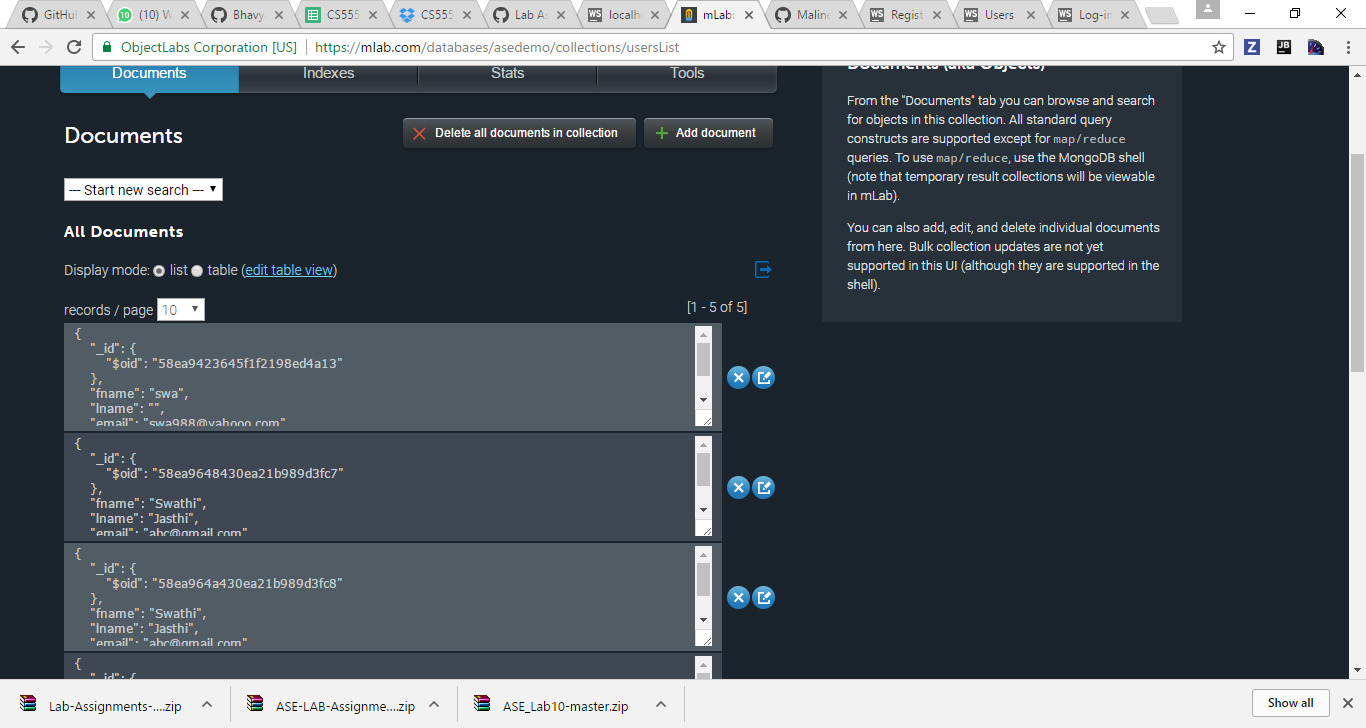 GitHub
(10) W
Bhavy
CS555
CS555
Lab As
localh
mLab:
Maline
Regist
Users
Log-in
ObjectLabs Corporation [US] | https://mlab.com/databases/asedemo/collections/usersList
Documents
Indexes
Stats
Tools
Documents
Delete all documents in collection
Add document
--- Start new search ---
All Documents
Display mode: list table (edit table view)
records / page 10
[1 - 5 of 5]
{
"_id": {
"$oid": "58ea9423645f1f2198ed4a13"
},
"fname": "swa",
"lname": "",
"email": "swa988@yahooo.com"
{
"_id": {
"$oid": "58ea9648430ea21b989d3fc7"
},
"fname": "Swathi",
"lname": "Jasthi",
"email": "abc@gmail.com"
{
"_id": {
"$oid": "58ea964a430ea21b989d3fc8"
},
"fname": "Swathi",
"lname": "Jasthi",
"email": "abc@gmail.com"
{
"_id": {
Documents (aka Objects)
From the "Documents" tab you can browse and search
for objects in this collection. All standard query
constructs are supported except for map/reduce
queries. To use map/reduce, use the MongoDB shell
(note that temporary result collections will be viewable
in mLab).
You can also add, edit, and delete individual documents
from here. Bulk collection updates are not yet
supported in this UI (although they are supported in the
shell).
Lab-Assignments-....zip
ASE-LAB-Assignme....zip
ASE_Lab10-master.zip
Show all